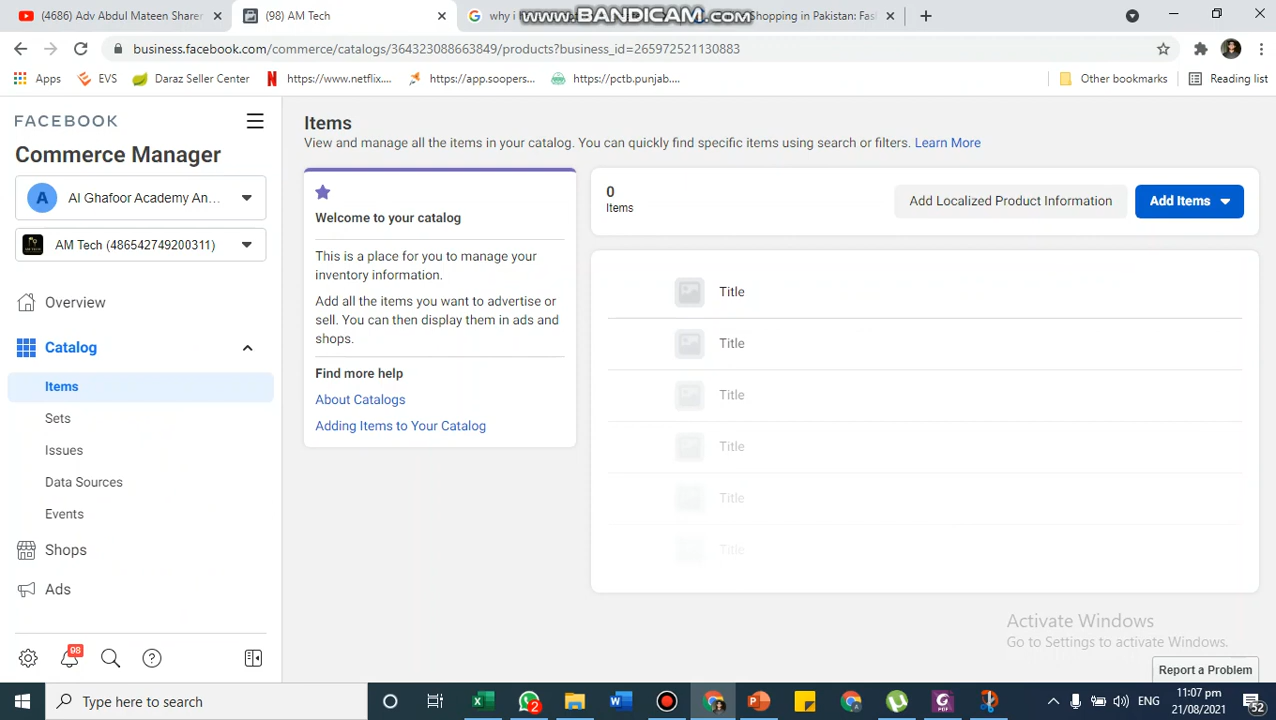 (4686) Adv Abdul Mateen Sharer
(98) AM Tech
why i
www.BANDICAM.com
Shopping in Pakistan: Fas
business.facebook.com/commerce/catalogs/364323088663849/products?business_id=265972521130883
Apps
EVS
Daraz Seller Center
https://www.netflix....
https://app.soopers...
https://pctb.punjab....
Other bookmarks
Reading list
FACEBOOK
Commerce Manager
Al Ghafoor Academy An...
AM Tech (486542749200311)
Overview
Catalog
Items
Sets
Issues
Data Sources
Events
Shops
Ads
98
Items
View and manage all the items in your catalog. You can quickly find specific items using search or filters. Learn More
Welcome to your catalog
This is a place for you to manage your
inventory information.
Add all the items you want to advertise or
sell. You can then display them in ads and
shops.
Find more help
About Catalogs
Adding Items to Your Catalog
0
Items
Add Localized Product Information
Add Items
Title
Title
Title
Title
Title
Title
Activate Windows
Go to Settings to activate Windows.
Report a Problem
Type here to search
2
ENG
11:07 pm
21/08/2021
52